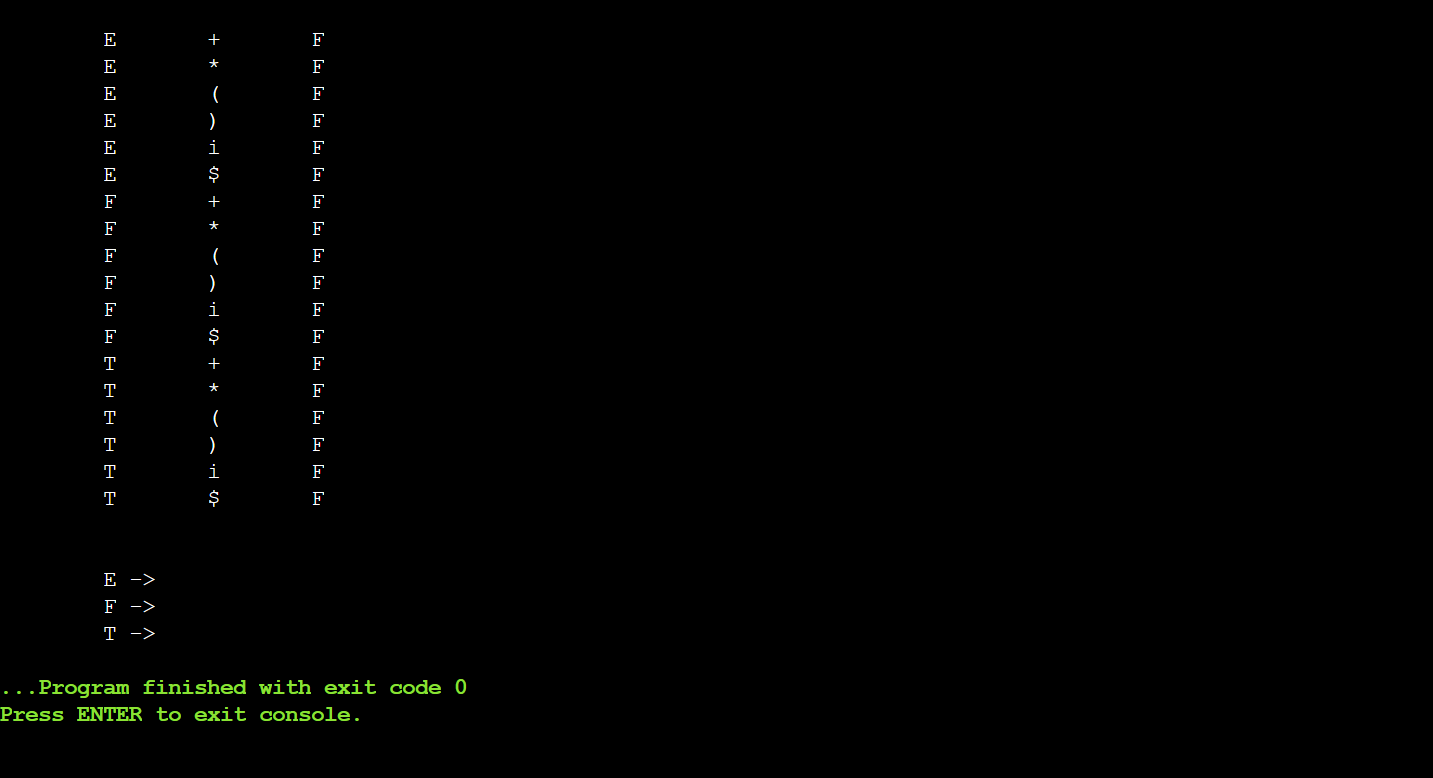 E + F
E * F
E ( F
E ) F
E i F
E $ F
F + F
F * F
F ( F
F ) F
F i F
F $ F
T + F
T * F
T ( F
T ) F
T i F
T $ F
E ->
F ->
T ->
...Program finished with exit code 0
Press ENTER to exit console.